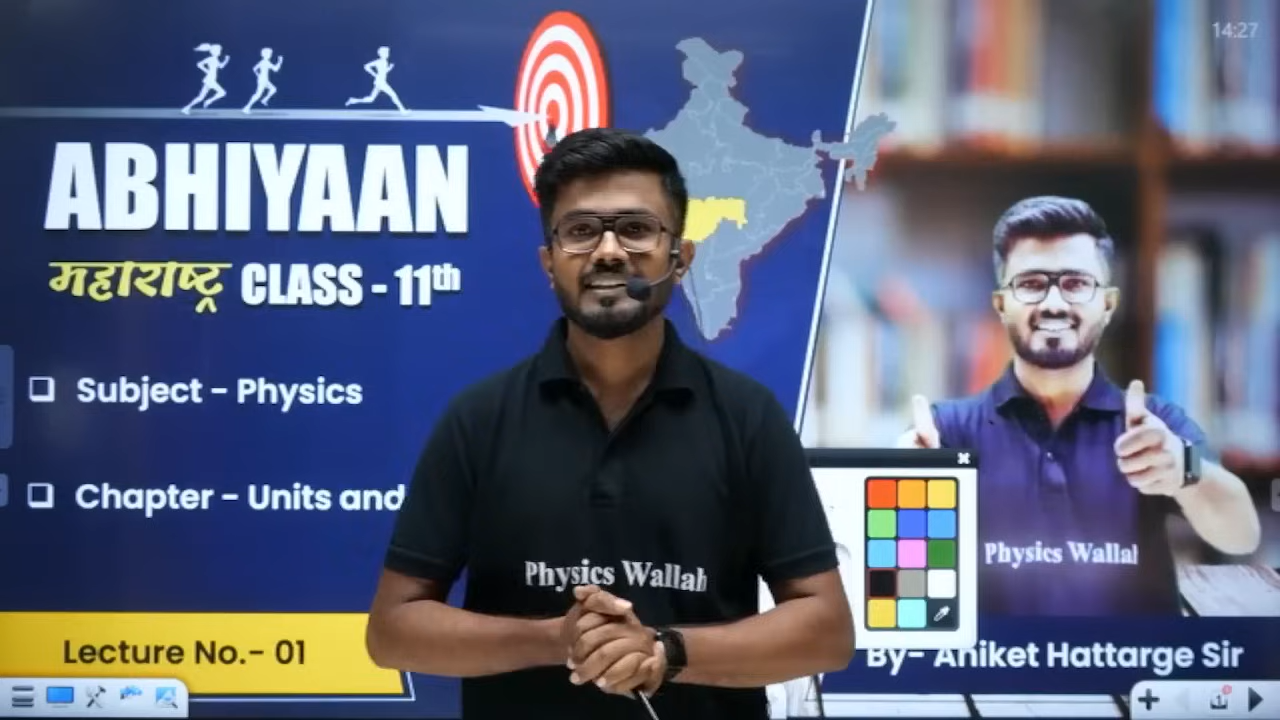 14:27
ABHIYAAN
महाराष्ट्र CLASS - 11th
Subject - Physics
Chapter - Units and
Physics Wallah
Physics Wallah
Lecture No.- 01
By- Aniket Hattarge Sir